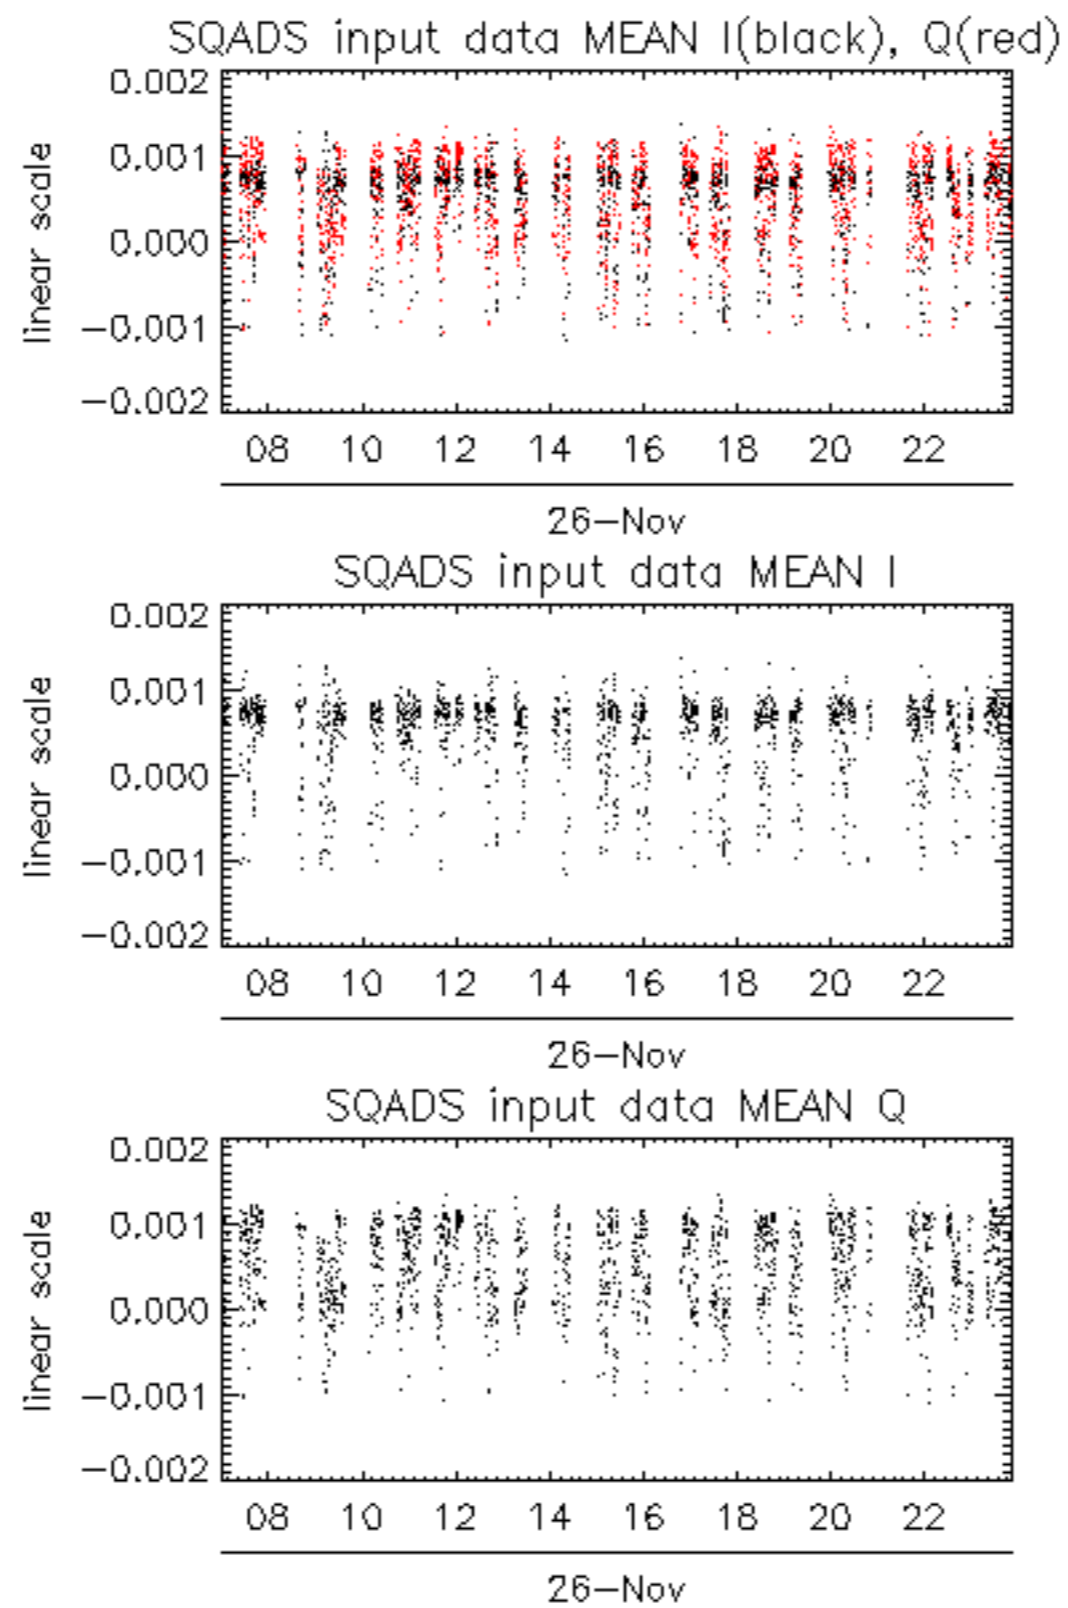 SQADS input data MEAN I(black), Q(red)
0.002
0.001
0.000
−0.001
−0.002
linear scale
08 10 12 14 16 18 20 22
26−Nov
SQADS input data MEAN I
0.002
0.001
0.000
−0.001
−0.002
linear scale
08 10 12 14 16 18 20 22
26−Nov
SQADS input data MEAN Q
0.002
0.001
0.000
−0.001
−0.002
linear scale
08 10 12 14 16 18 20 22
26−Nov